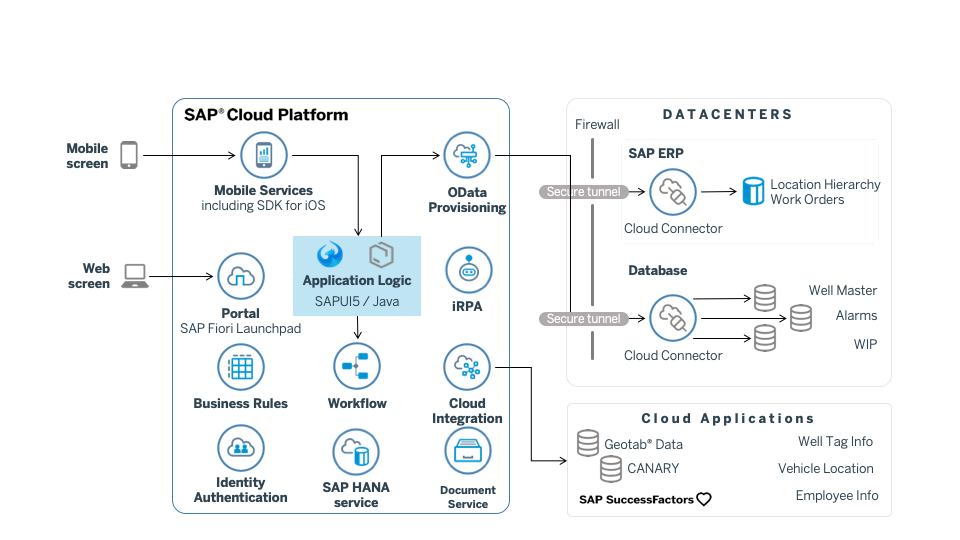 SAP® Cloud Platform
Mobile
screen
Mobile Services
including SDK for iOS
OData
Provisioning
Web
screen
Portal
SAP Fiori Launchpad
Application Logic
SAPUI5 / Java
iRPA
Business Rules
Workflow
Cloud
Integration
Identity
Authentication
SAP HANA
service
Document
Service
DATACENTERS
Firewall
SAP ERP
Secure tunnel
Location Hierarchy
Work Orders
Cloud Connector
Database
Secure tunnel
Cloud Connector
Well Master
Alarms
WIP
Cloud Applications
Geotab® Data
Well Tag Info
CANARY
Vehicle Location
SAP SuccessFactors
Employee Info